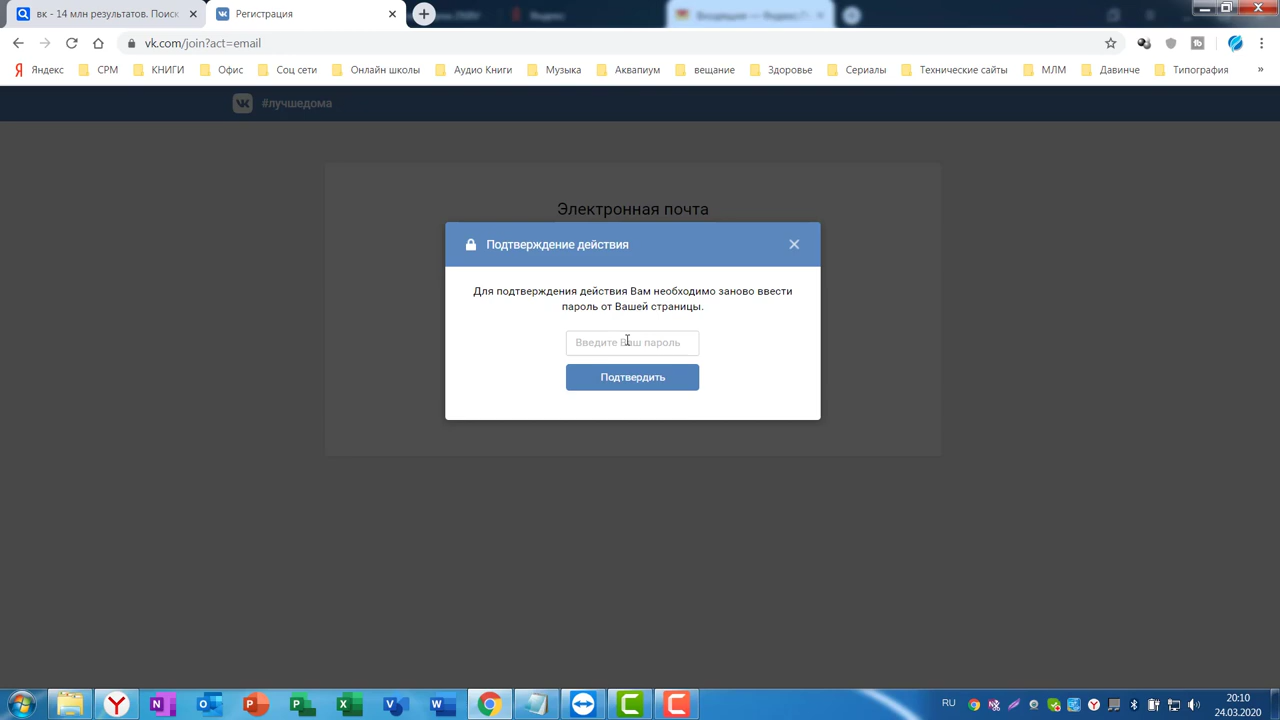 вк - 14 млн результатов. Поиск
Регистрация
vk.com/join?act=email
Яндекс СРМ КНИГИ Офис Соц сети Онлайн школы Аудио Книги Музыка Аквапиум вещание Здоровье Сериалы Технические сайты МЛМ Давинче Типография »
#лучшедома
Электронная почта
Подтверждение действия
Для подтверждения действия Вам необходимо заново ввести
пароль от Вашей страницы.
Введите Ваш пароль
Подтвердить
RU
20:10
24.03.2020